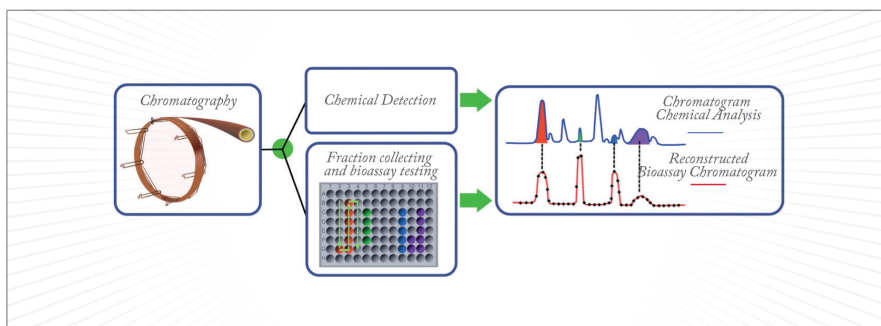 Chromatography
Chemical Detection
Fraction collecting
and bioassay testing
Chromatogram
Chemical Analysis
Reconstructed
Bioassay Chromatogram